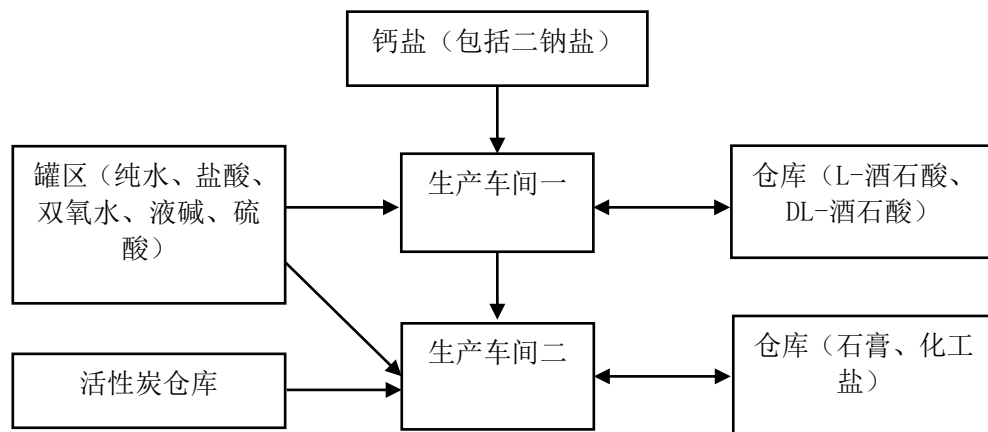 钙盐（包括二钠盐）
罐区（纯水、盐酸、
双氧水、液碱、硫
酸）
生产车间一
仓库（L-酒石酸、
DL-酒石酸）
活性炭仓库
生产车间二
仓库（石膏、化工
盐）